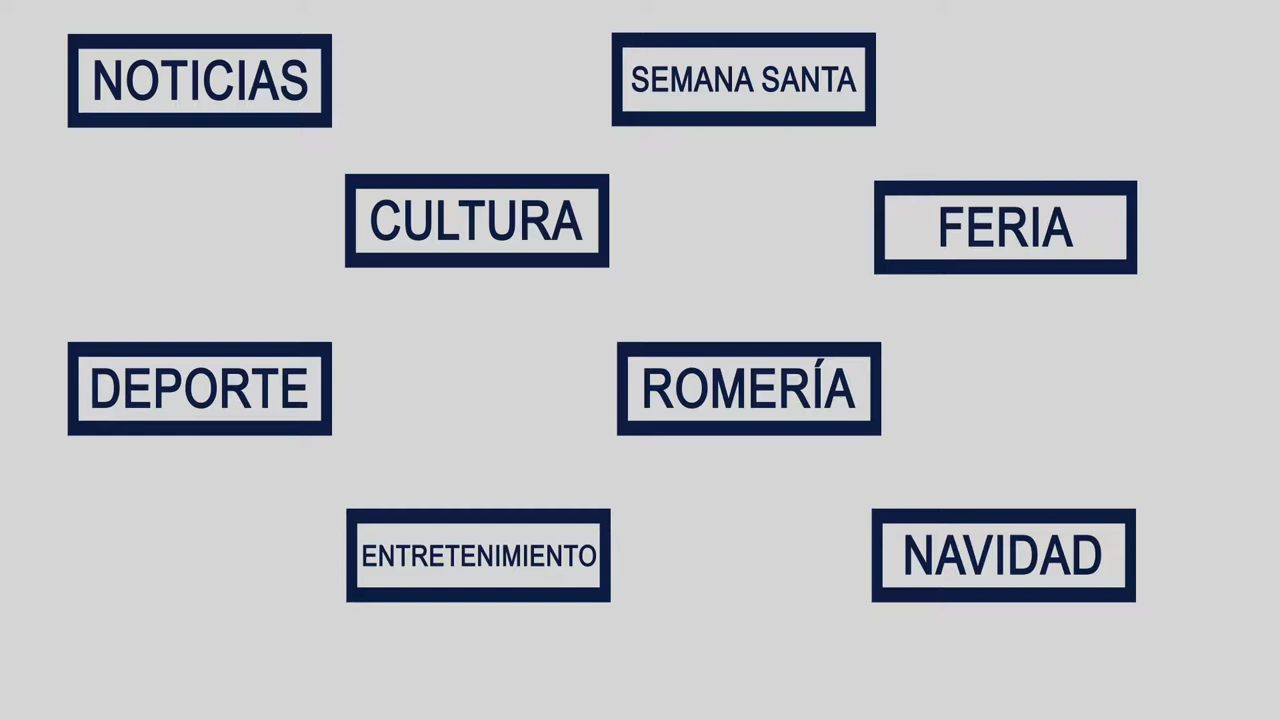 NOTICIAS
SEMANA SANTA
CULTURA
FERIA
DEPORTE
ROMERÍA
ENTRETENIMIENTO
NAVIDAD